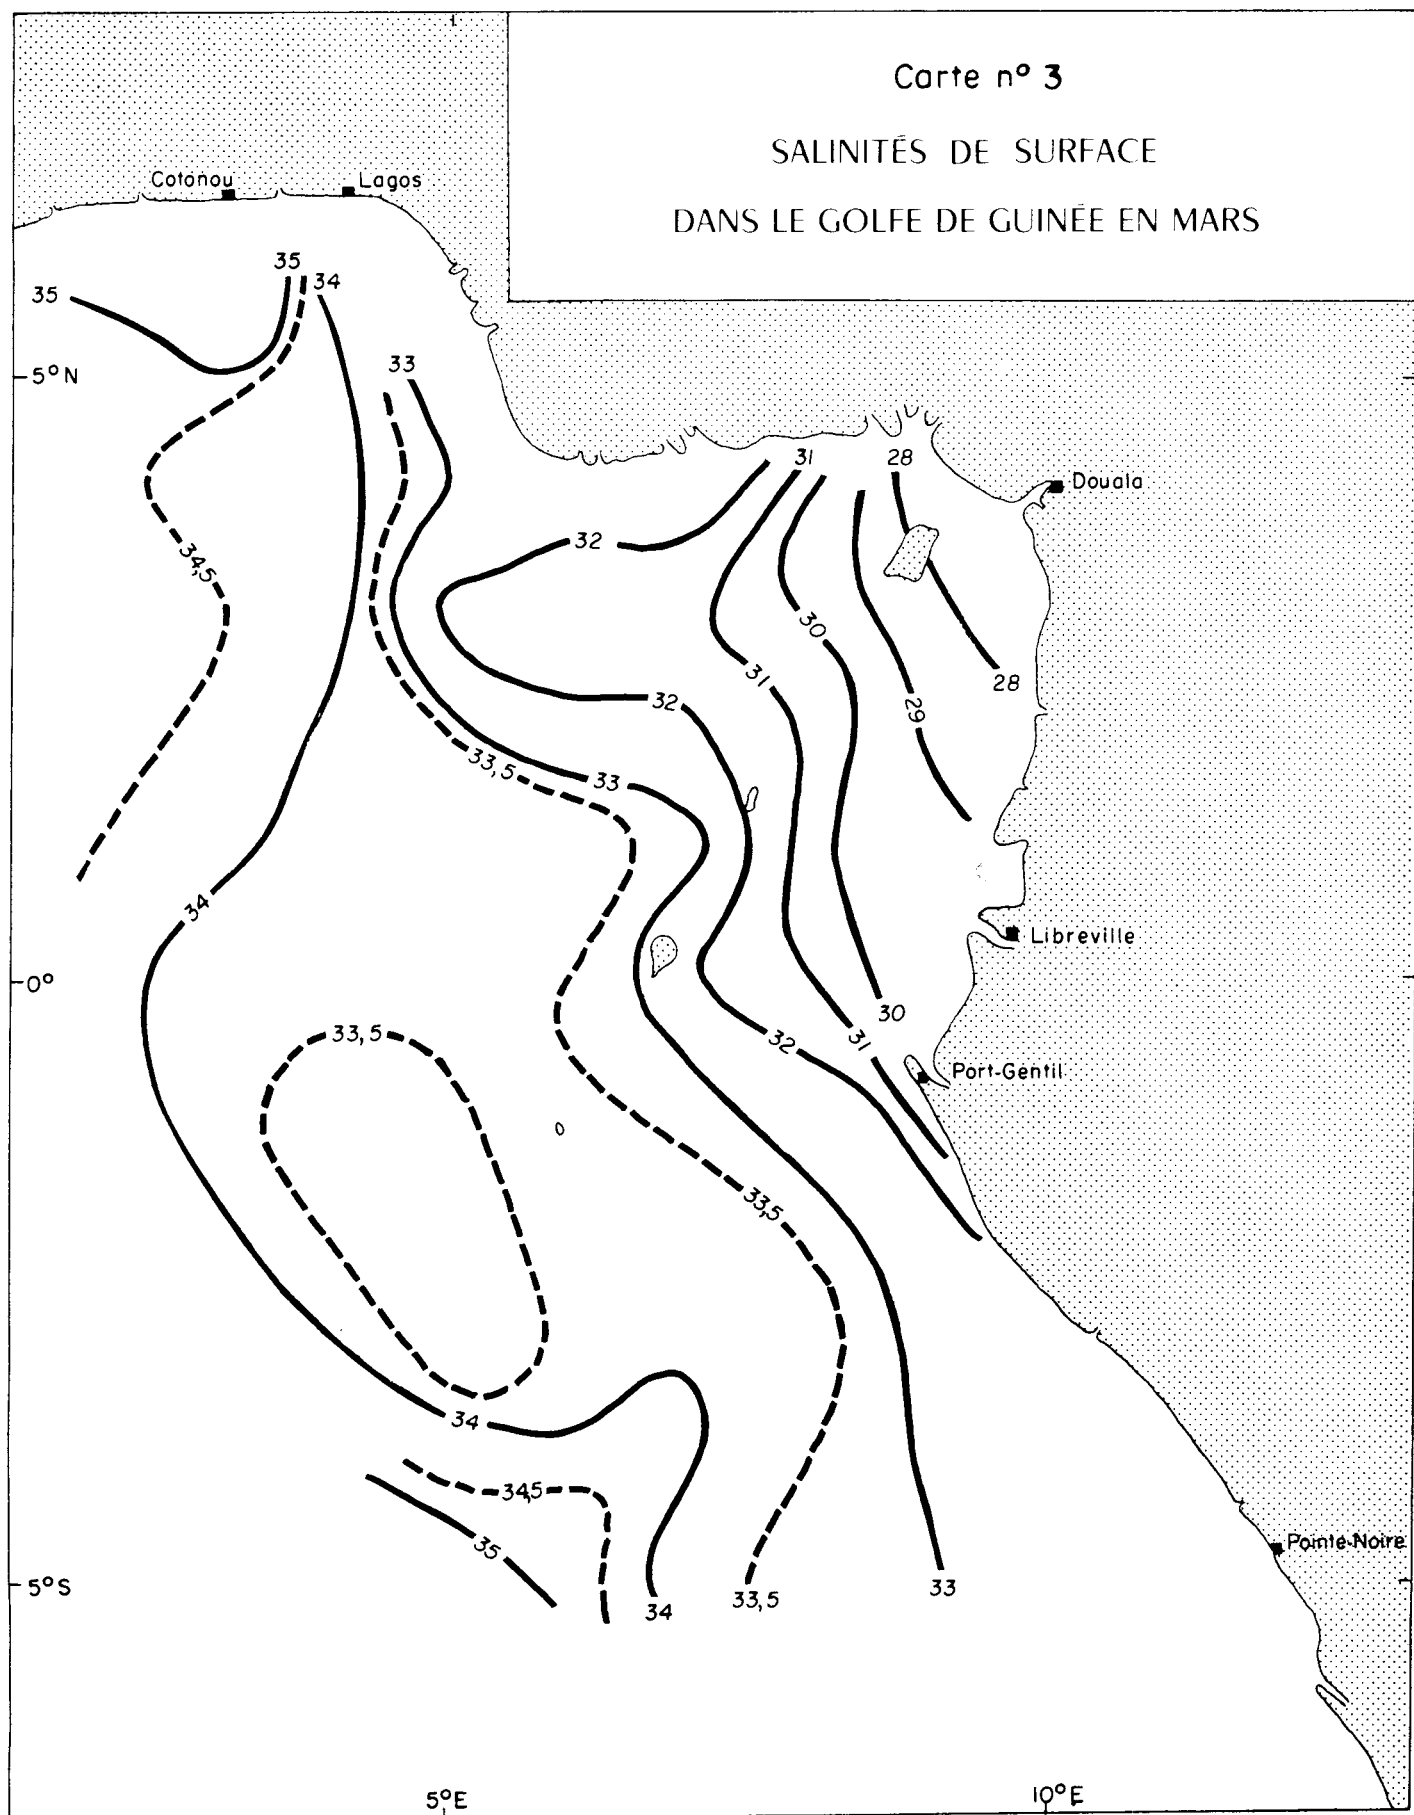 Carte nº 3
SALINITÉS DE SURFACE
DANS LE GOLFE DE GUINÉE EN MARS
Cotonou
Lagos
35
34
35
33
5°N
31
28
Douala
32
34,5
30
31
28
32
29
33,5
33
34
Libreville
0°
30
33,5
32
31
Port-Gentil
33,5
34
34,5
35
Pointe-Noire
5°S
33,5
33
34
5°E
10°E